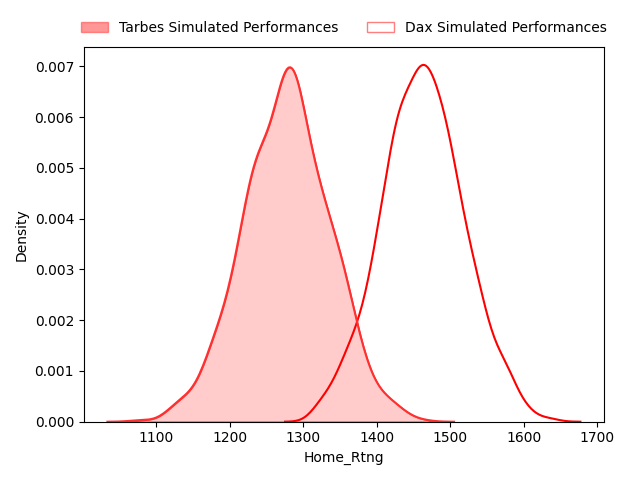 Tarbes Simulated Performances Dax Simulated Performances
0.007
0.006
0.005
0.004
0.003
0.002
0.001
0.000
Density
1100 1200 1300 1400 1500 1600 1700
Home_Rtng